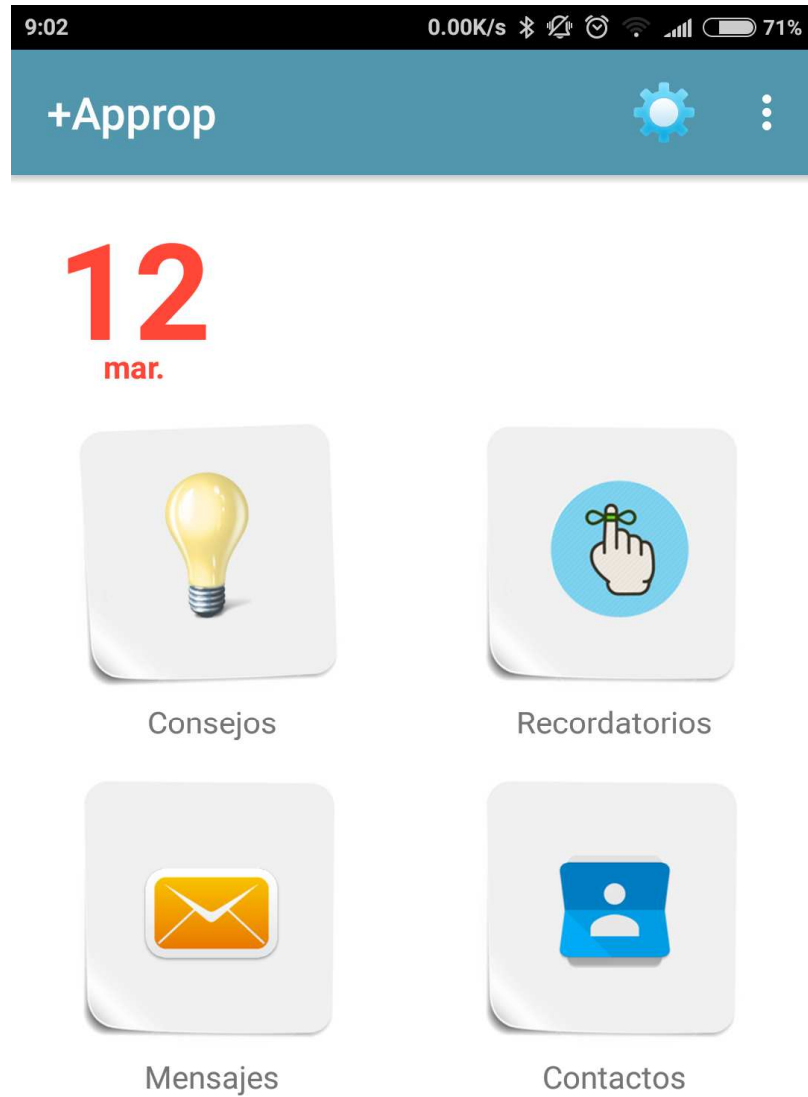 9:02 0.00K/s 71%
+Approp
12
mar.
Consejos Recordatorios
Mensajes Contactos